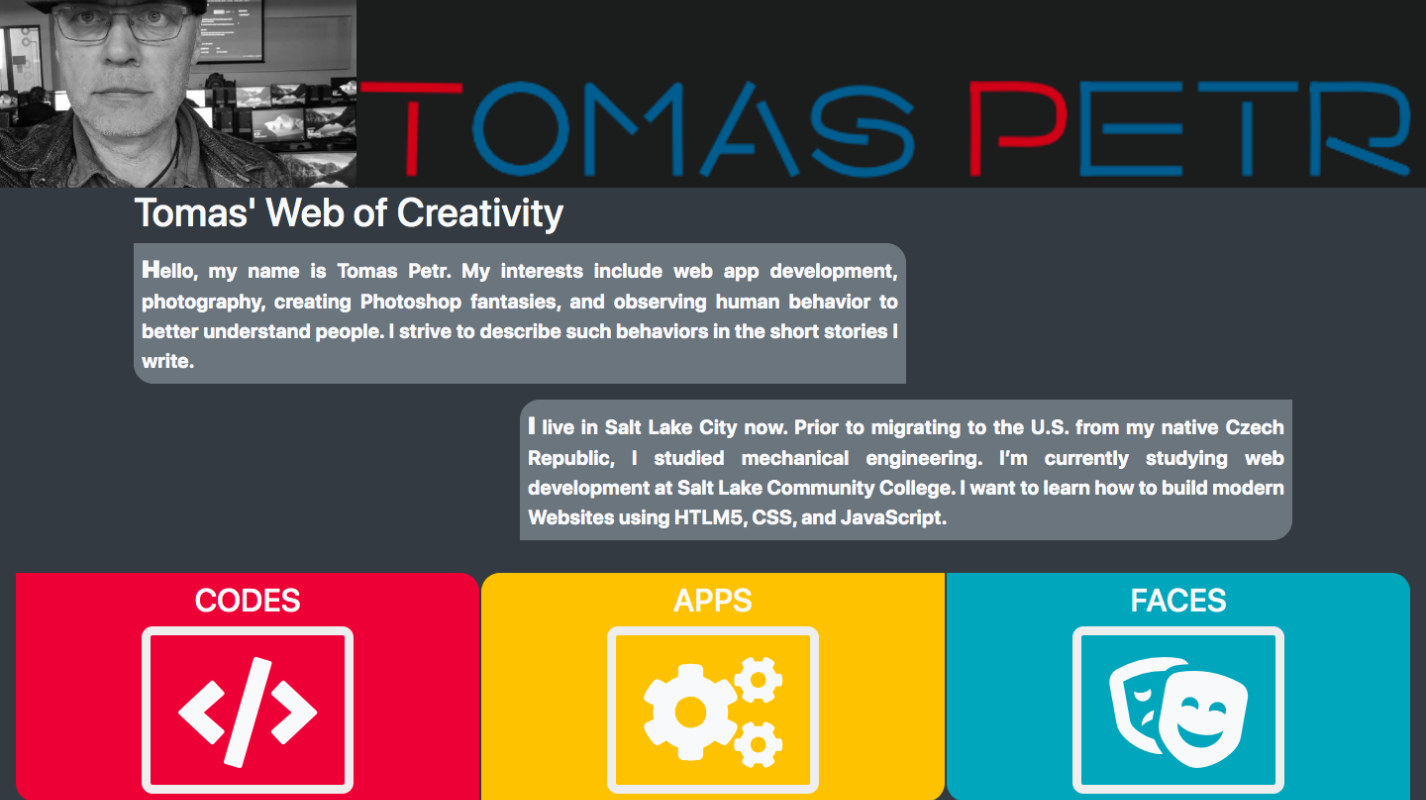 TOMAS PETR
Tomas' Web of Creativity
Hello, my name is Tomas Petr. My interests include web app development,
photography, creating Photoshop fantasies, and observing human behavior to
better understand people. I strive to describe such behaviors in the short stories I
write.
I live in Salt Lake City now. Prior to migrating to the U.S. from my native Czech
Republic, I studied mechanical engineering. I’m currently studying web
development at Salt Lake Community College. I want to learn how to build modern
Websites using HTLM5, CSS, and JavaScript.
CODES
APPS
FACES